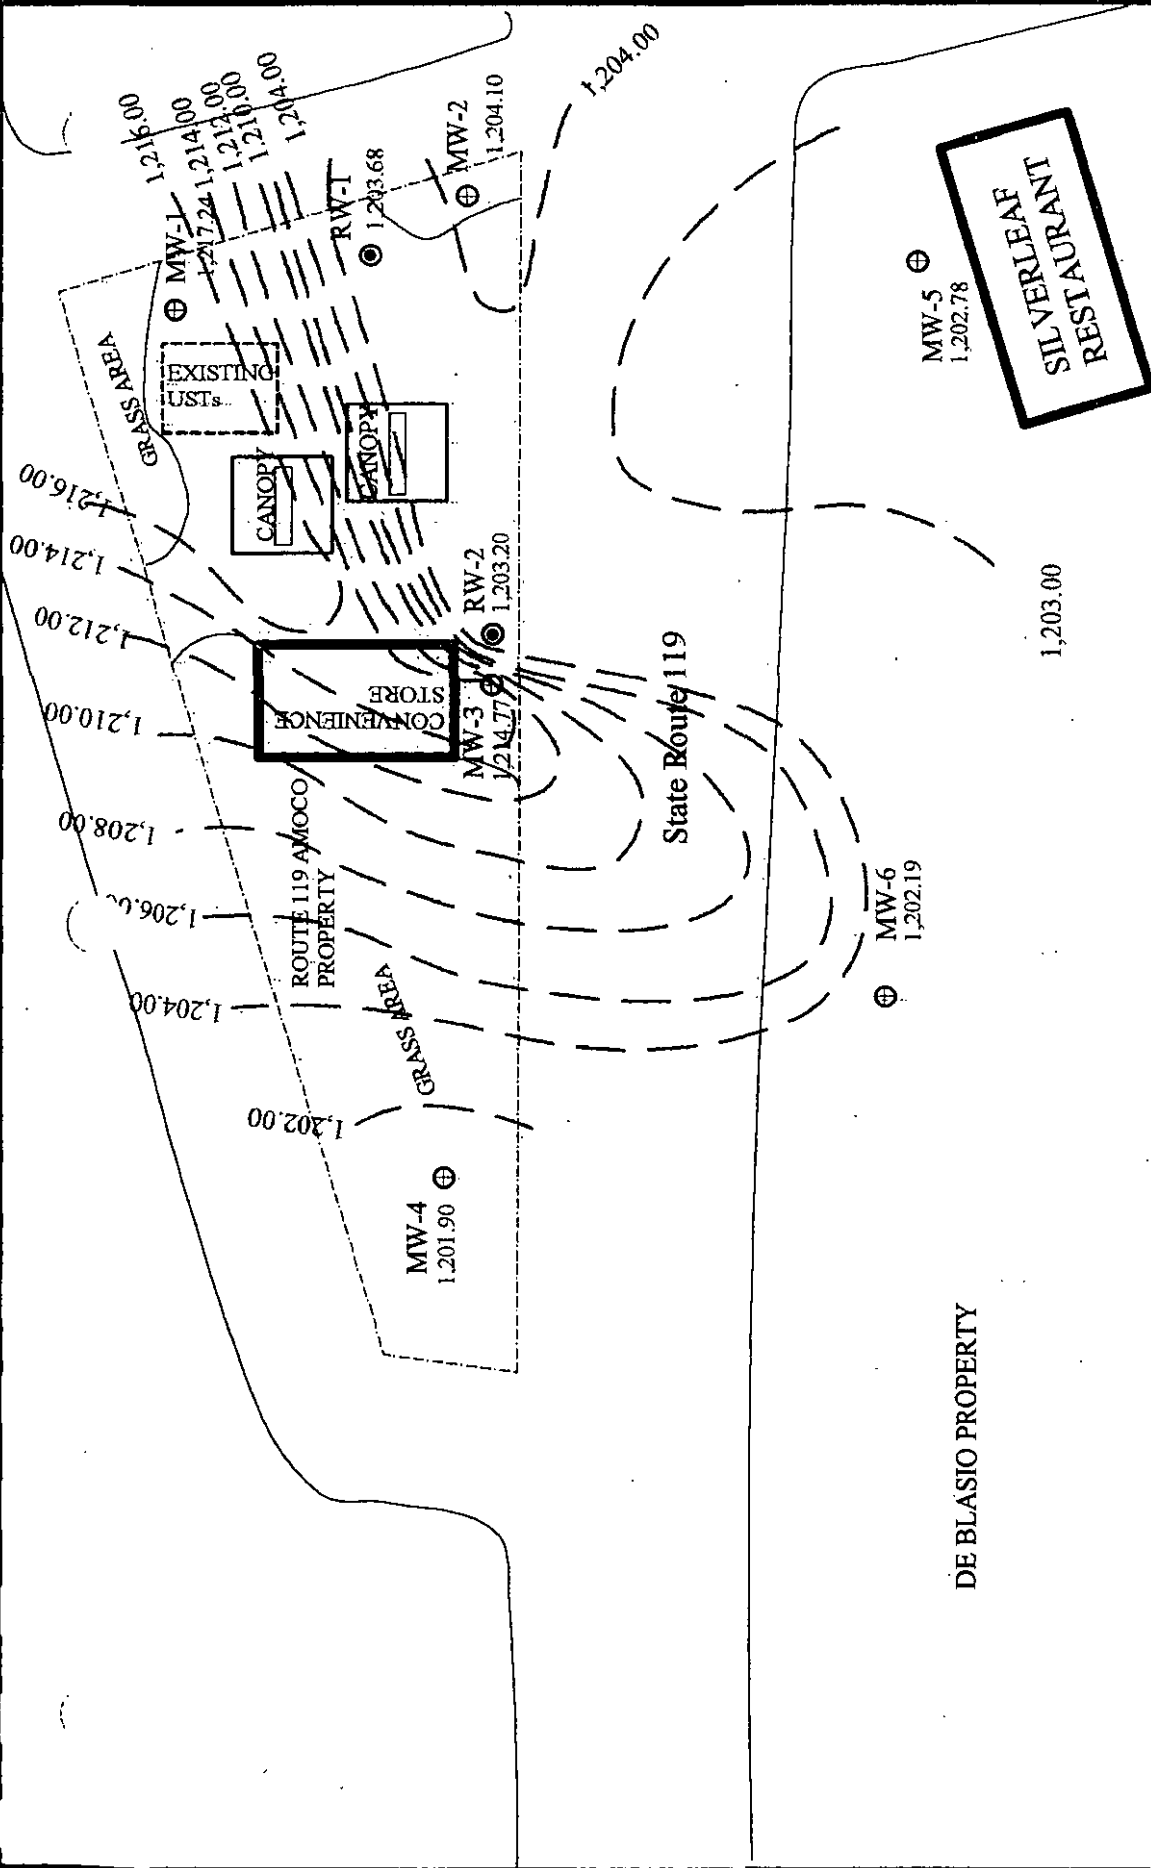 1,216.00
1,214.00
1,212.00
1,210.00
1,204.00
MW-1
1,217.24
RW-1
1,203.68
MW-2
1,204.10
1,204.00
GRASS AREA
EXISTING
USTs
CANOPY
CANOPY
1,216.00
1,214.00
1,212.00
1,210.00
1,208.00
1,204.00
1,202.00
CONVENIENCE
STORE
RW-2
1,203.20
MW-3
1,214.77
ROUTE 119 AMOCO
PROPERTY
GRASS AREA
MW-4
1,201.90
State Route 119
MW-5
1,202.78
SILVERLEAF
RESTAURANT
1,203.00
MW-6
1,202.19
DE BLASIO PROPERTY